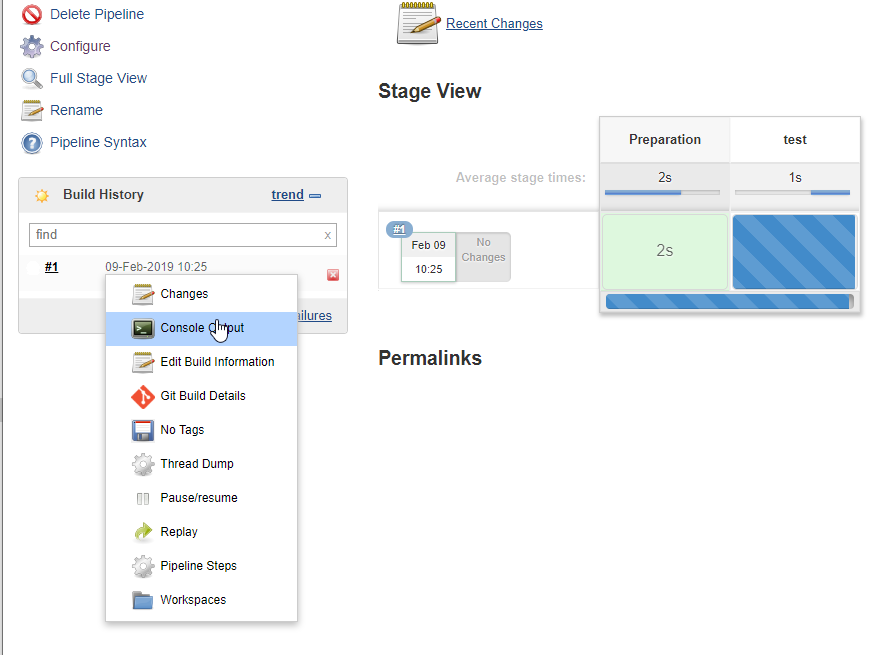 Delete Pipeline
Configure
Full Stage View
Rename
Pipeline Syntax
Build History trend
find x
#1 09-Feb-2019 10:25
Changes
Console Output
ailures
Edit Build Information
Git Build Details
No Tags
Thread Dump
Pause/resume
Replay
Pipeline Steps
Workspaces
Recent Changes
Stage View
Preparation test
Average stage times: 2s 1s
#1
Feb 09
10:25
No
Changes
2s
Permalinks